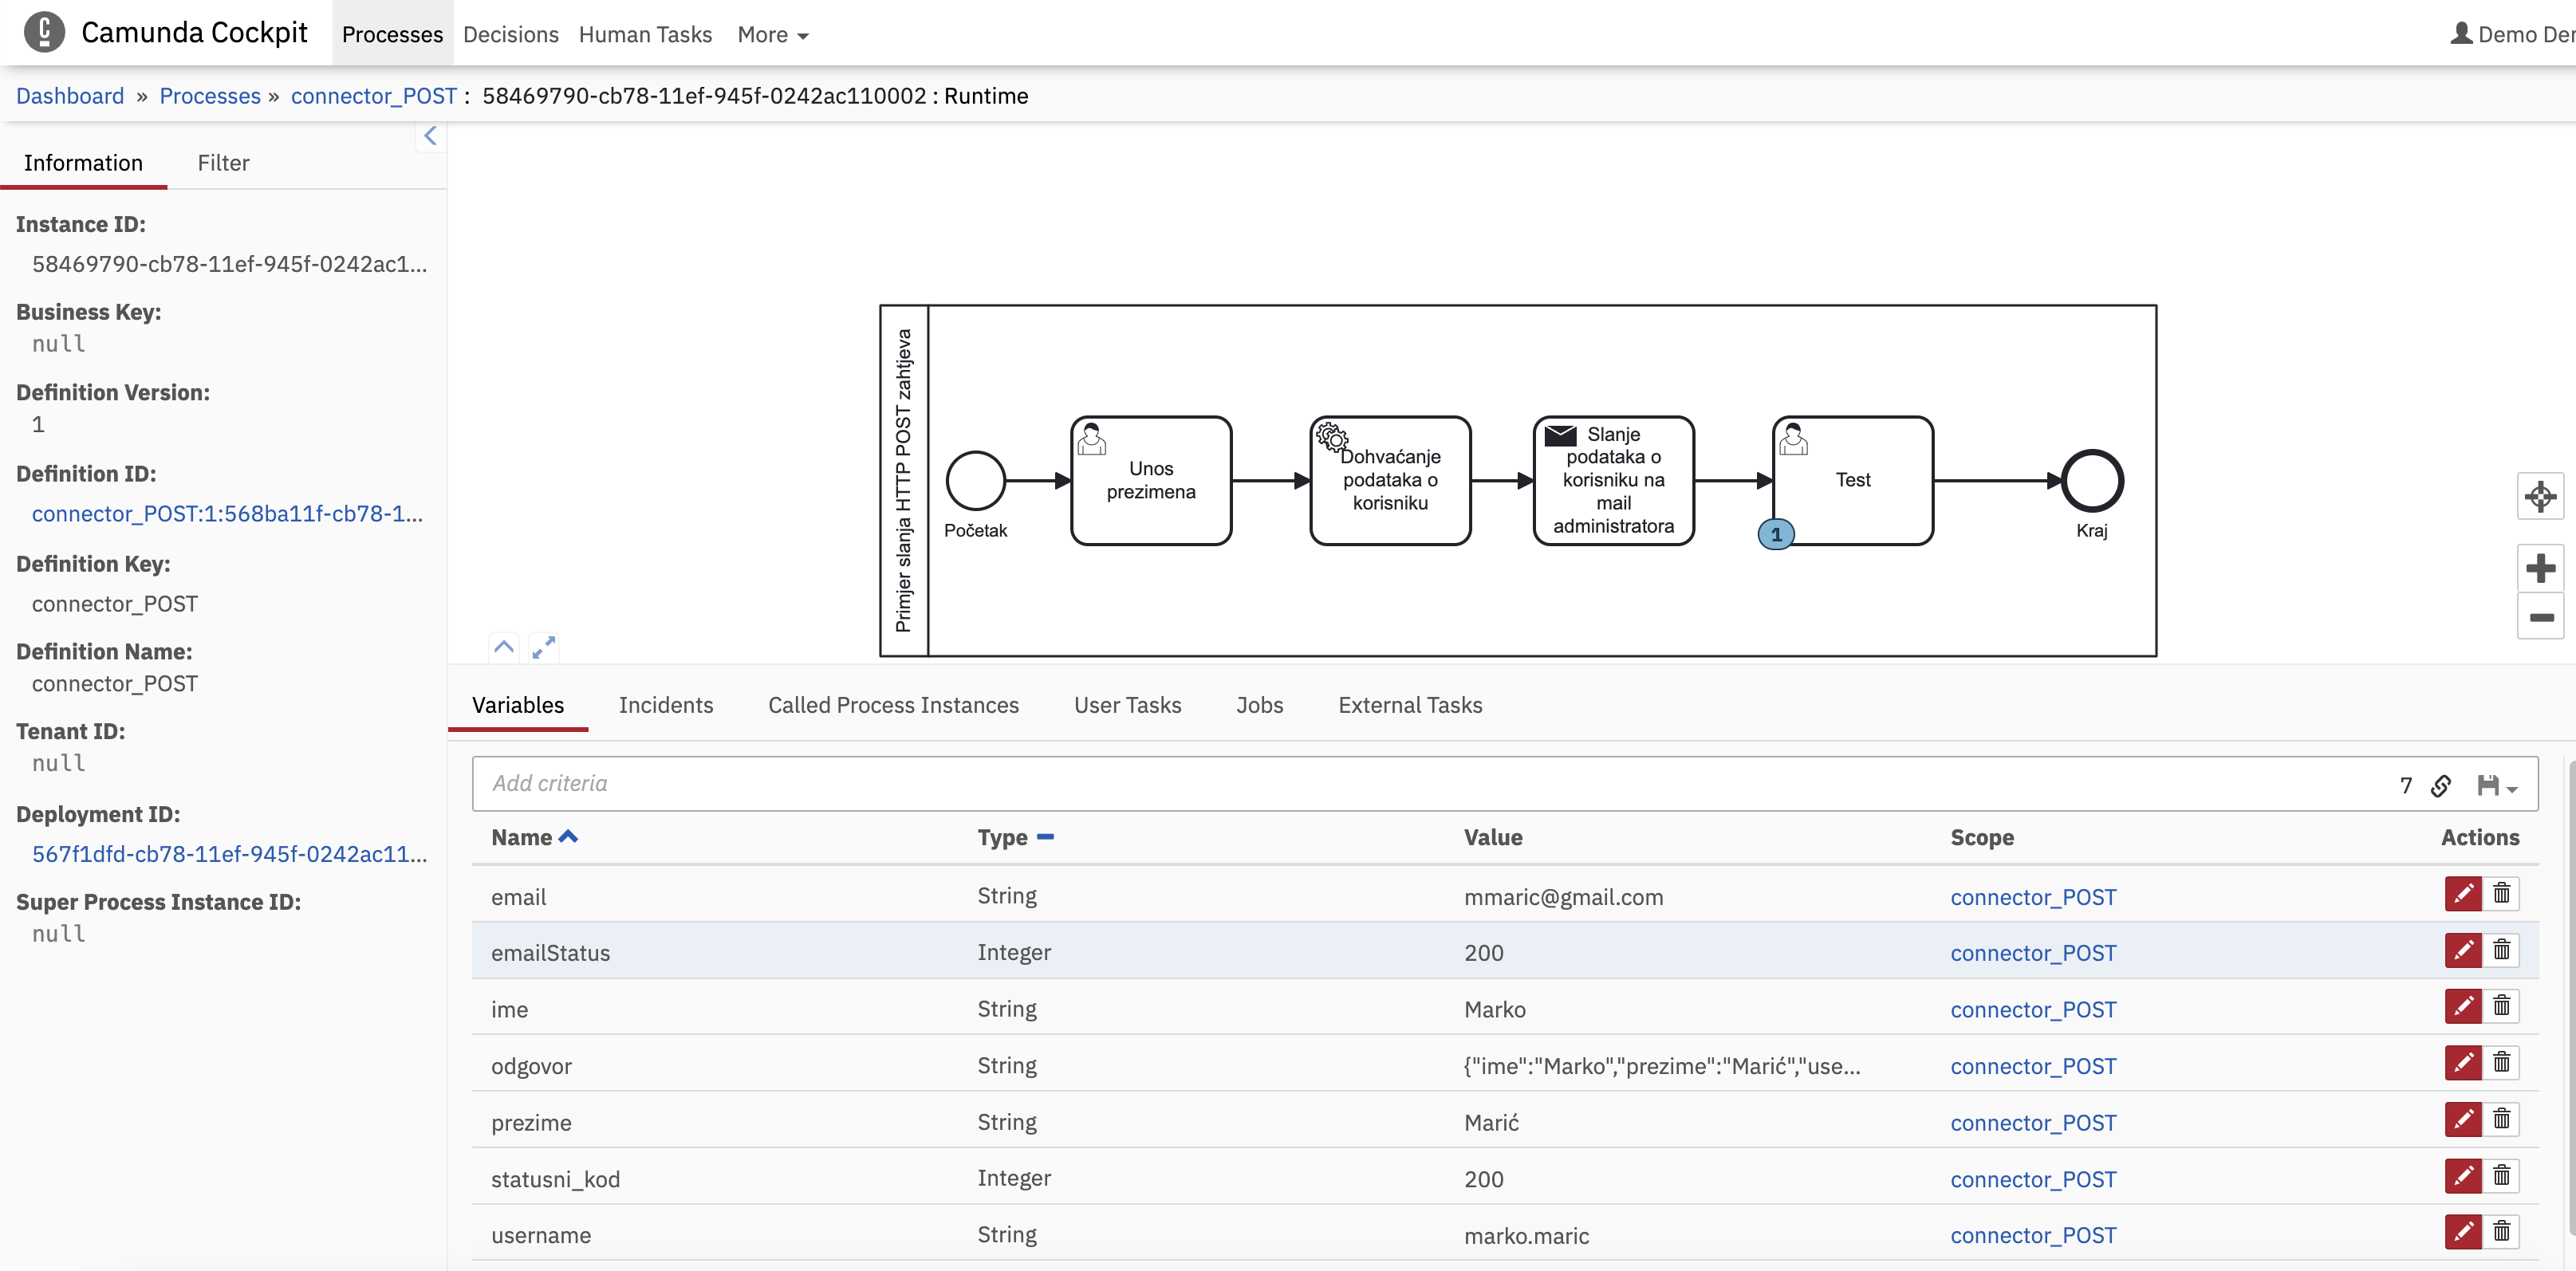 Camunda Cockpit
Processes
Decisions
Human Tasks
More
Demo Der
Dashboard » Processes » connector_POST : 58469790-cb78-11ef-945f-0242ac110002 : Runtime
Information
Filter
Instance ID:
58469790-cb78-11ef-945f-0242ac1...
Business Key:
null
Definition Version:
1
Definition ID:
connector_POST:1:568ba11f-cb78-1...
Definition Key:
connector_POST
Definition Name:
connector_POST
Tenant ID:
null
Deployment ID:
567f1dfd-cb78-11ef-945f-0242ac11...
Super Process Instance ID:
null
Primjer slanja HTTP POST zahtjeva
Početak
Unos
prezimena
Dohvaćanje
podataka o
korisniku
Slanje
podataka o
korisniku na
mail
administratora
Test
1
Kraj
Variables
Incidents
Called Process Instances
User Tasks
Jobs
External Tasks
Add criteria
7
Name Type Value Scope Actions
email String mmaric@gmail.com connector_POST
emailStatus Integer 200 connector_POST
ime String Marko connector_POST
odgovor String {"ime":"Marko","prezime":"Marić","use... connector_POST
prezime String Marić connector_POST
statusni_kod Integer 200 connector_POST
username String marko.maric connector_POST